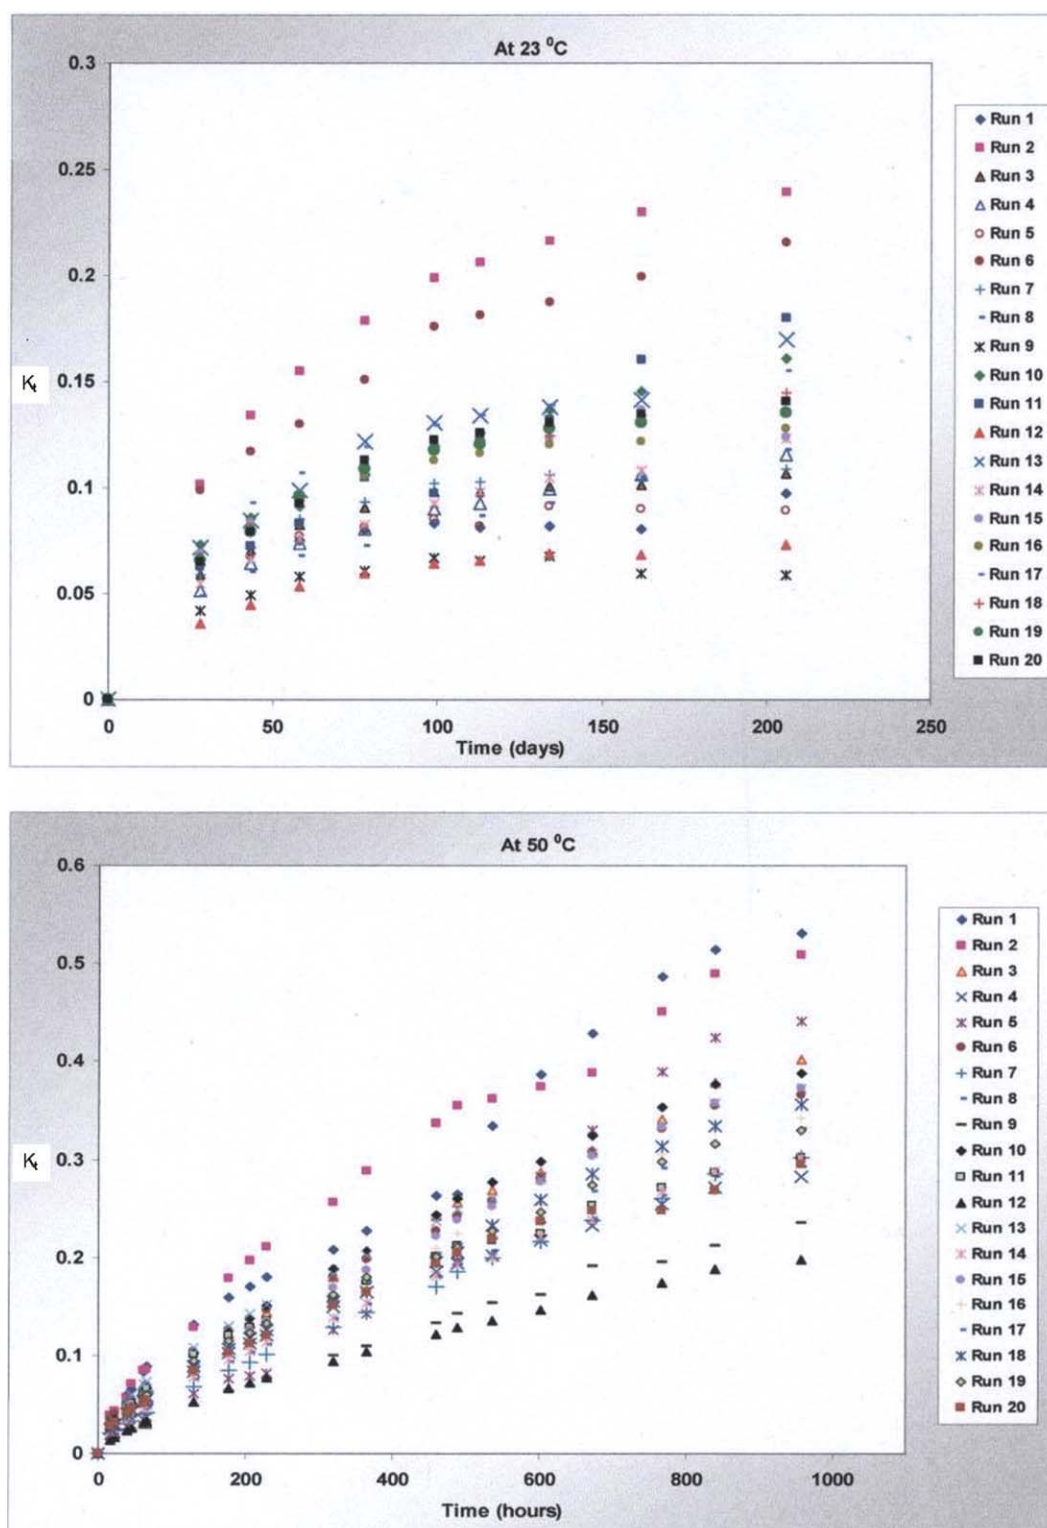 At 23 ⁰C
0.3
0.25
0.2
0.15
0.1
0.05
0
Kt
0 50 100 150 200 250
Time (days)
Run 1
Run 2
Run 3
Run 4
Run 5
Run 6
Run 7
Run 8
Run 9
Run 10
Run 11
Run 12
Run 13
Run 14
Run 15
Run 16
Run 17
Run 18
Run 19
Run 20
At 50 ⁰C
0.6
0.5
0.4
0.3
0.2
0.1
0
Kt
0 200 400 600 800 1000
Time (hours)
Run 1
Run 2
Run 3
Run 4
Run 5
Run 6
Run 7
Run 8
Run 9
Run 10
Run 11
Run 12
Run 13
Run 14
Run 15
Run 16
Run 17
Run 18
Run 19
Run 20